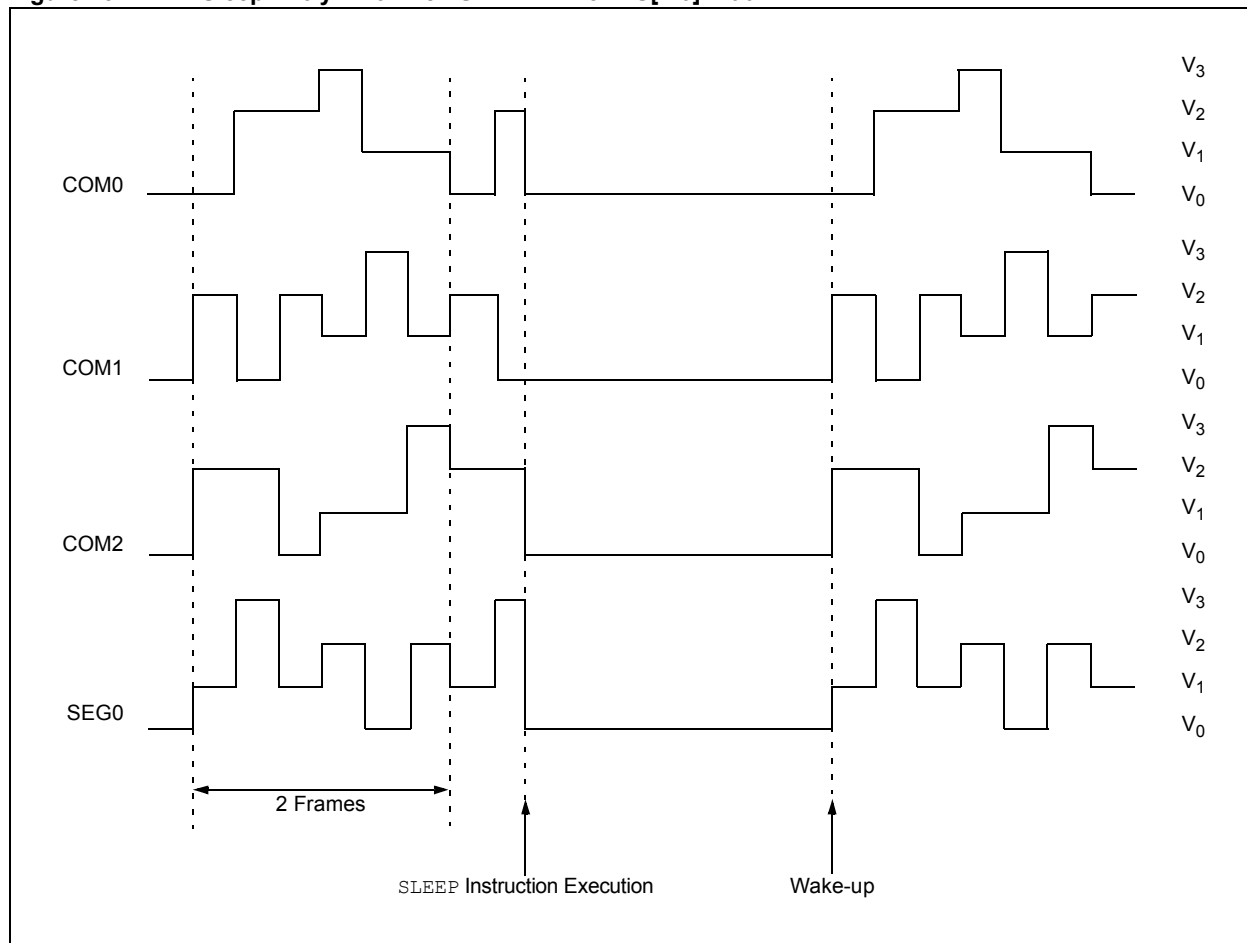 V3
V2
V1
COM0
V0
V3
V2
V1
COM1
V0
V3
V2
V1
COM2
V0
V3
V2
V1
SEG0
V0
2 Frames
SLEEP Instruction Execution
Wake-up